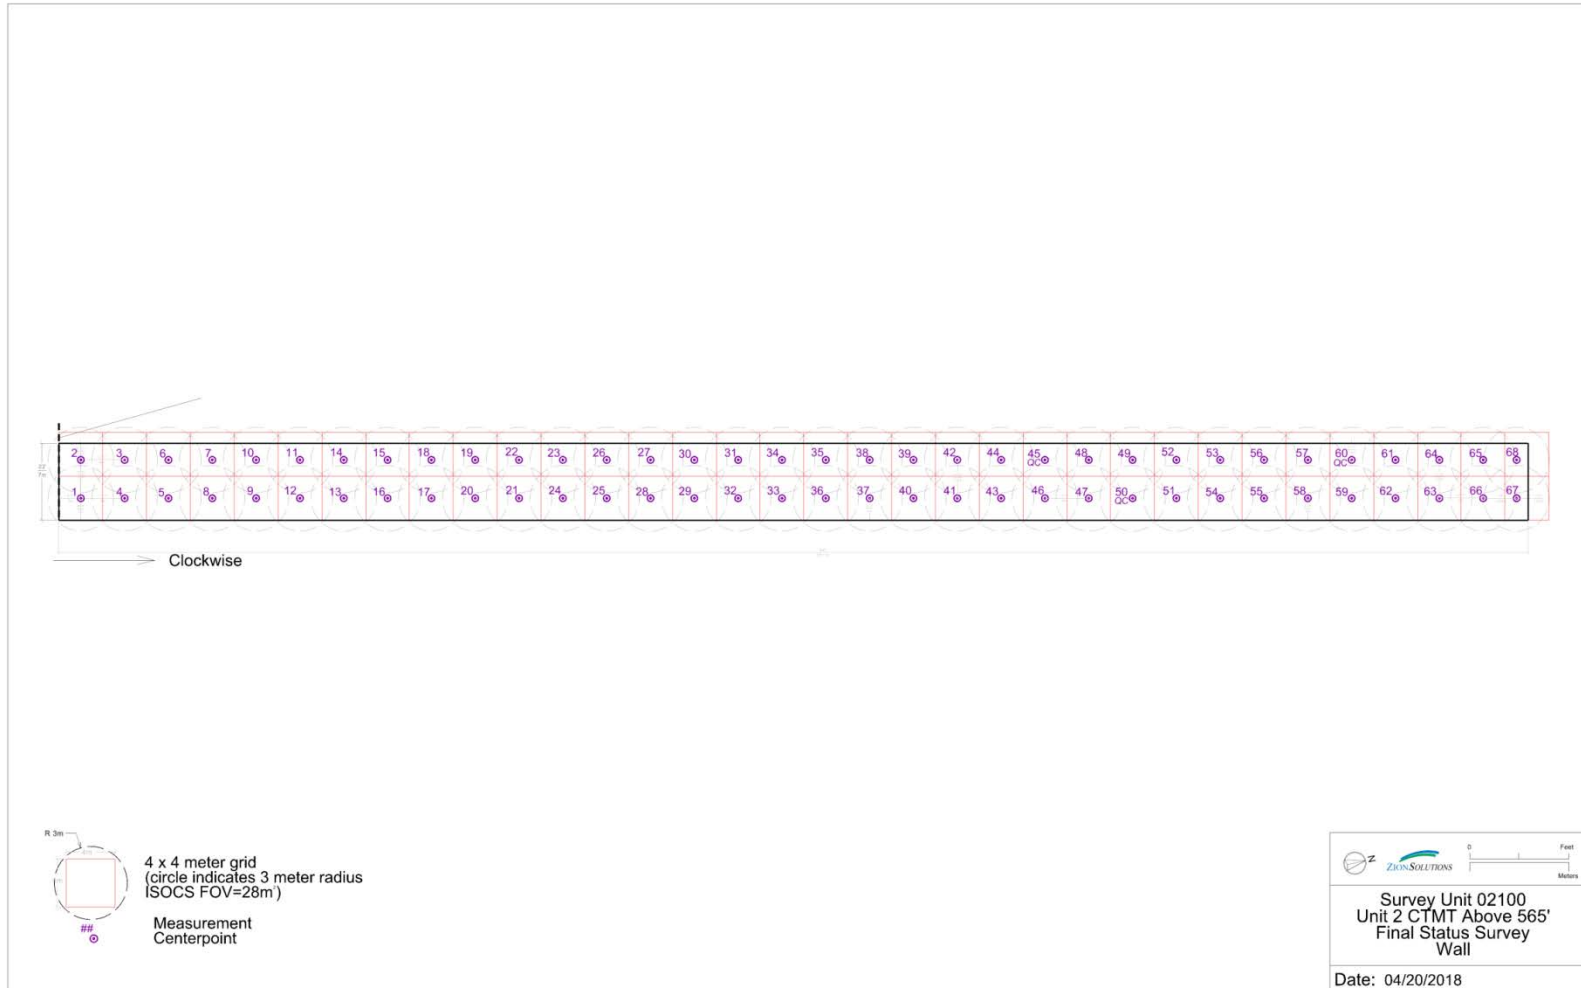 2 3 6 7 10 11 14 15 18 19 22 23 26 27 30 31 34 35 38 39 42 44 45 48 49 52 53 56 57 60 61 64 65 68
QC QC
1 4 5 8 9 12 13 16 17 20 21 24 25 28 29 32 33 36 37 40 41 43 46 47 50 51 54 55 58 59 62 63 66 67
QC
Clockwise
R 3m
4m
4 x 4 meter grid
(circle indicates 3 meter radius
ISOCS FOV=28m²)
##
Measurement
Centerpoint
Z
ZIONSOLUTIONS
0 Feet
Meters
Survey Unit 02100
Unit 2 CTMT Above 565'
Final Status Survey
Wall
Date: 04/20/2018